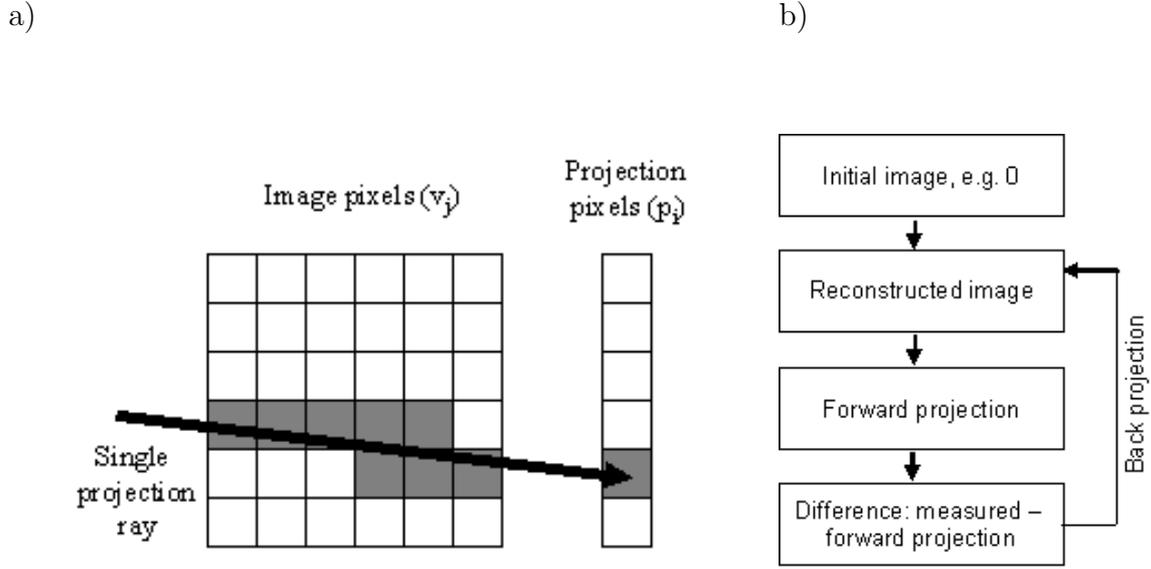 a)
b)
Image pixels (vj)
Projection
pixels (pi)
Single
projection
ray
Initial image, e.g. 0
Reconstructed image
Forward projection
Difference: measured –
forward projection
Back projection